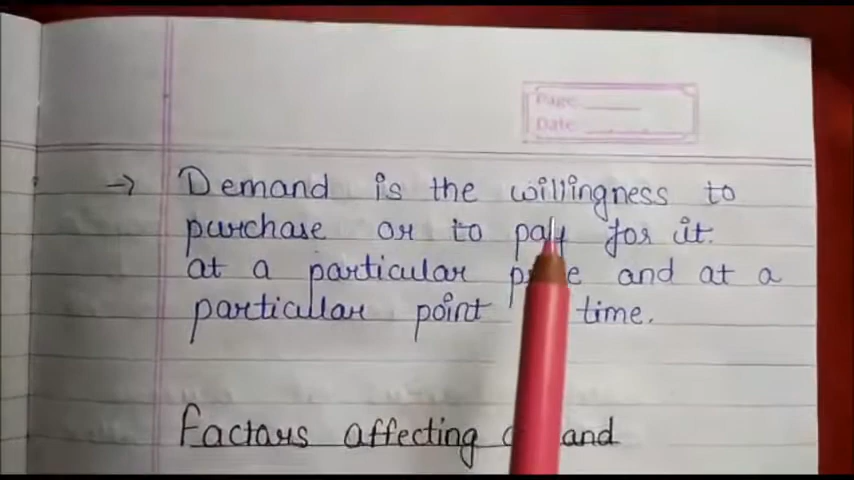 Page:
Date:
→ Demand is the willingness to
purchase or to pay for it.
at a particular and at a
particular point time.
Factors affecting